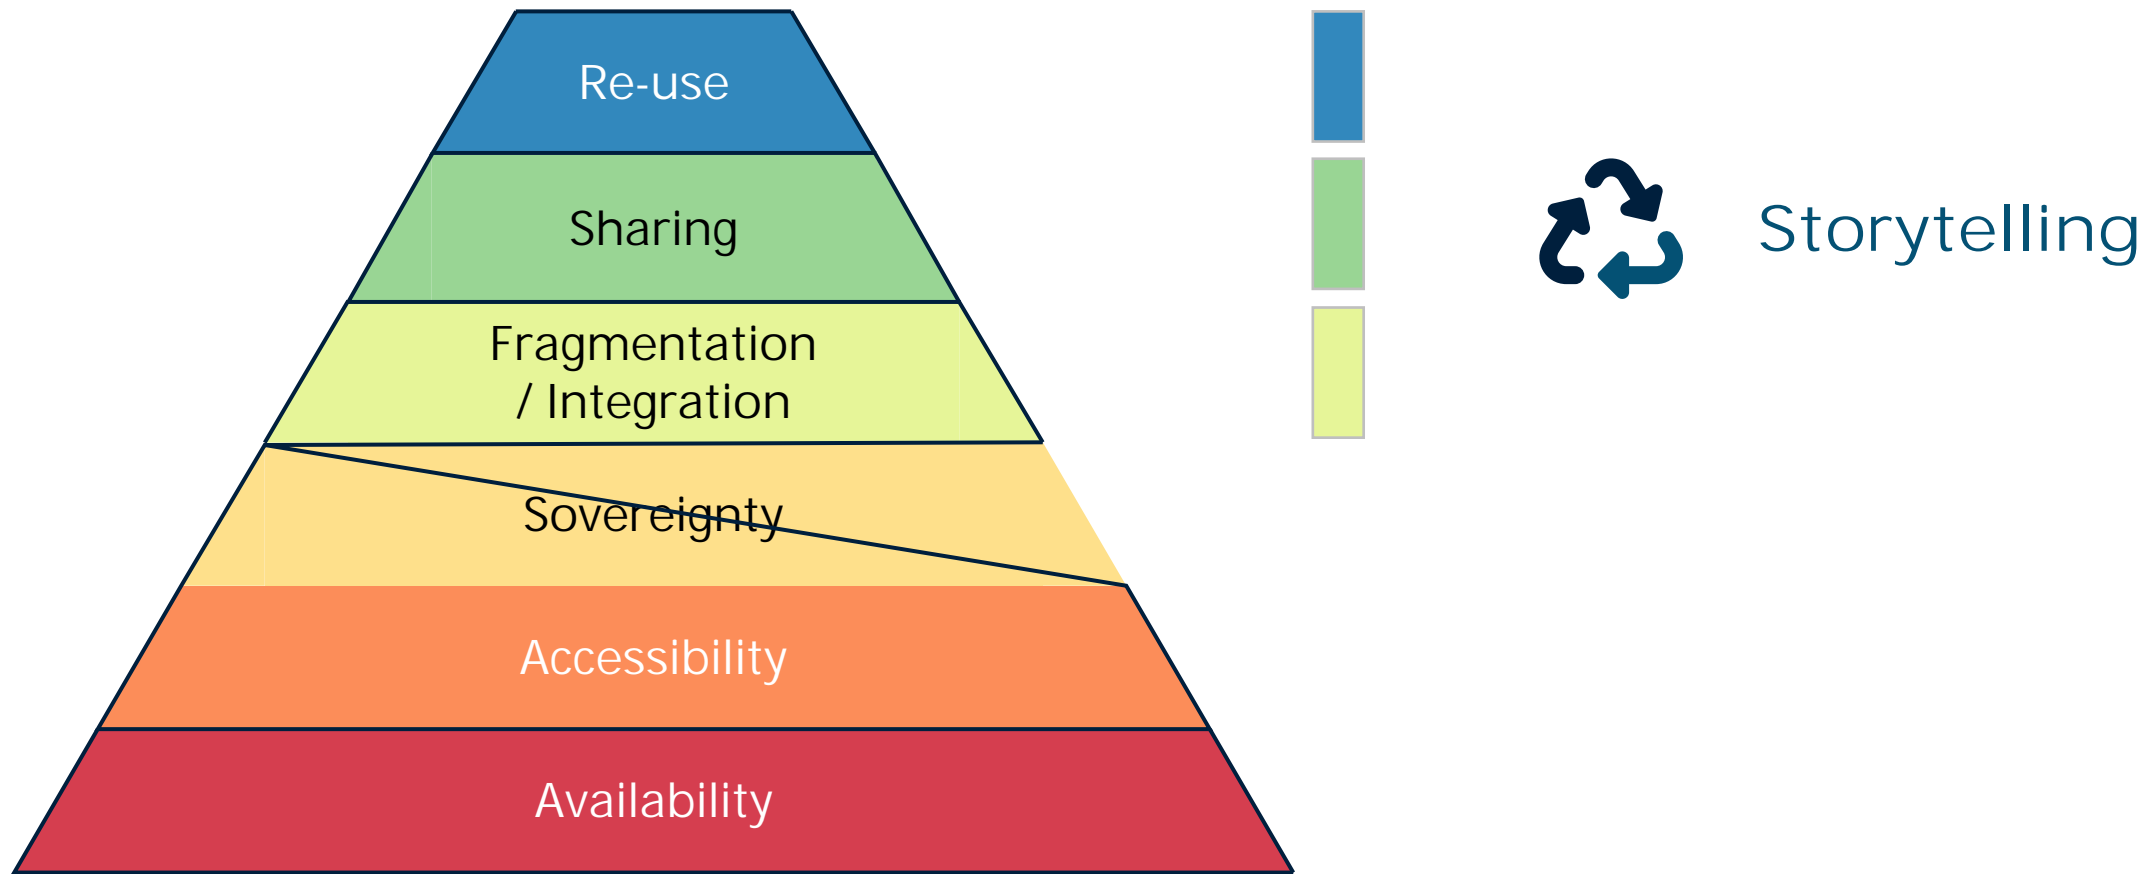 Re-use
Sharing
Storytelling
Fragmentation
/ Integration
Sovereignty
Accessibility
Availability